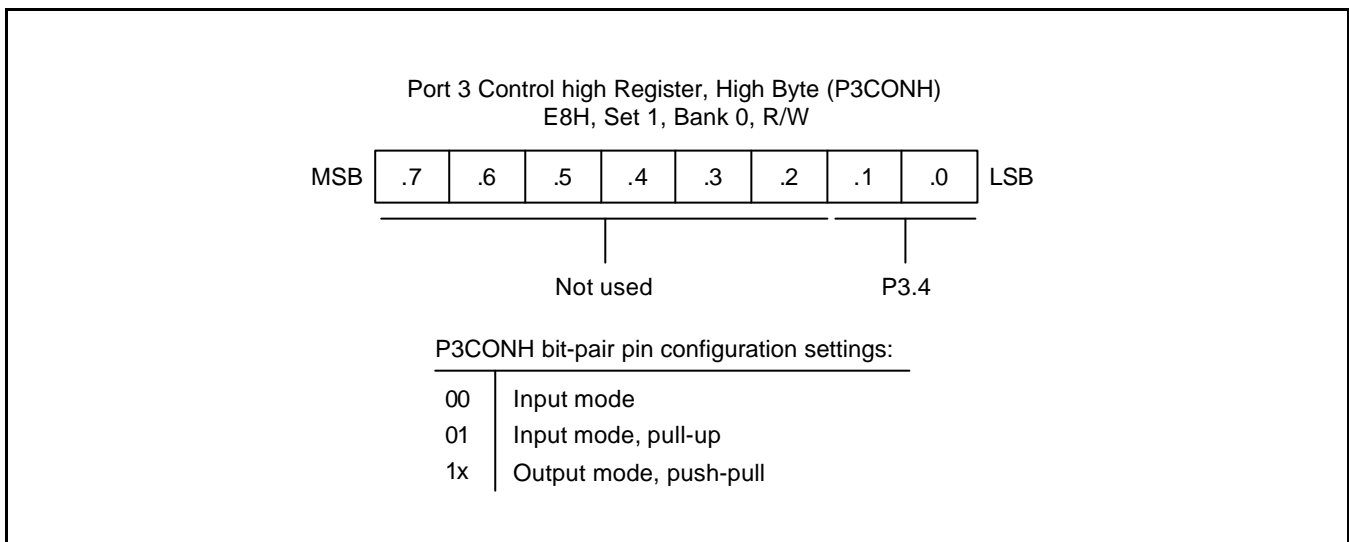 Port 3 Control high Register, High Byte (P3CONH)
E8H, Set 1, Bank 0, R/W
MSB .7 .6 .5 .4 .3 .2 .1 .0 LSB
Not used P3.4
P3CONH bit-pair pin configuration settings:
00 Input mode
01 Input mode, pull-up
1x Output mode, push-pull